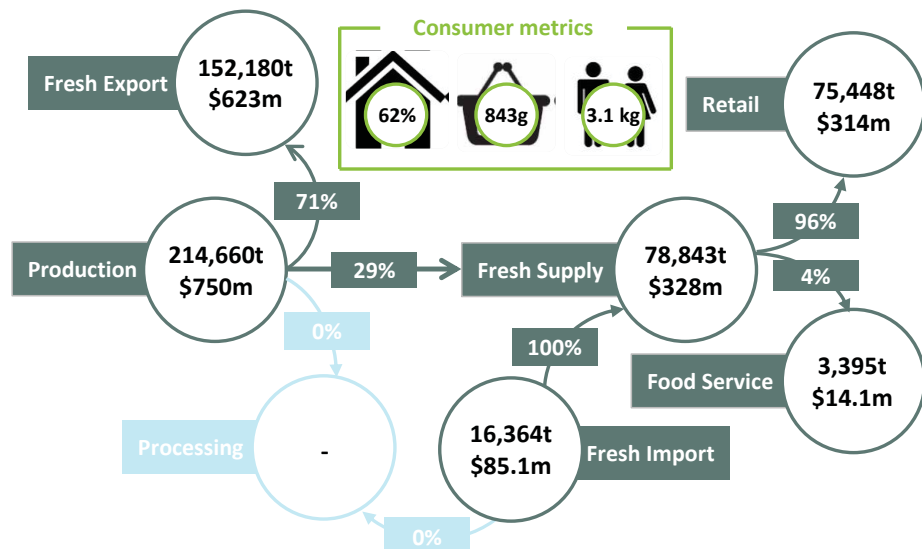 Consumer metrics
Fresh Export
152,180t
$623m
62%
843g
3.1 kg
Retail
75,448t
$314m
71%
96%
Production
214,660t
$750m
29%
Fresh Supply
78,843t
$328m
4%
0%
100%
Food Service
3,395t
$14.1m
Processing
-
16,364t
$85.1m
Fresh Import
0%